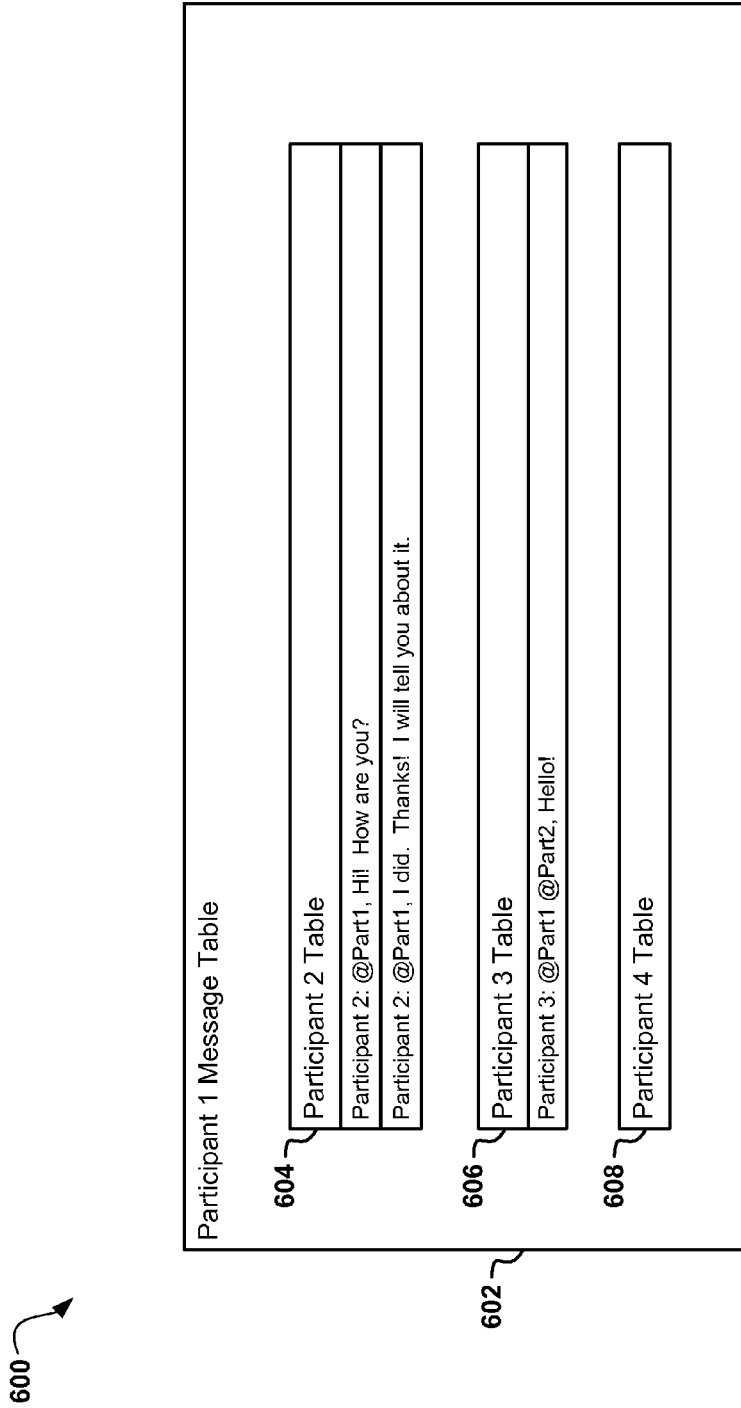 600
Participant 1 Message Table
602
604
Participant 2 Table
Participant 2: @Part1, Hi!  How are you?
Participant 2: @Part1, I did.  Thanks!  I will tell you about it.
606
Participant 3 Table
Participant 3: @Part1 @Part2, Hello!
608
Participant 4 Table